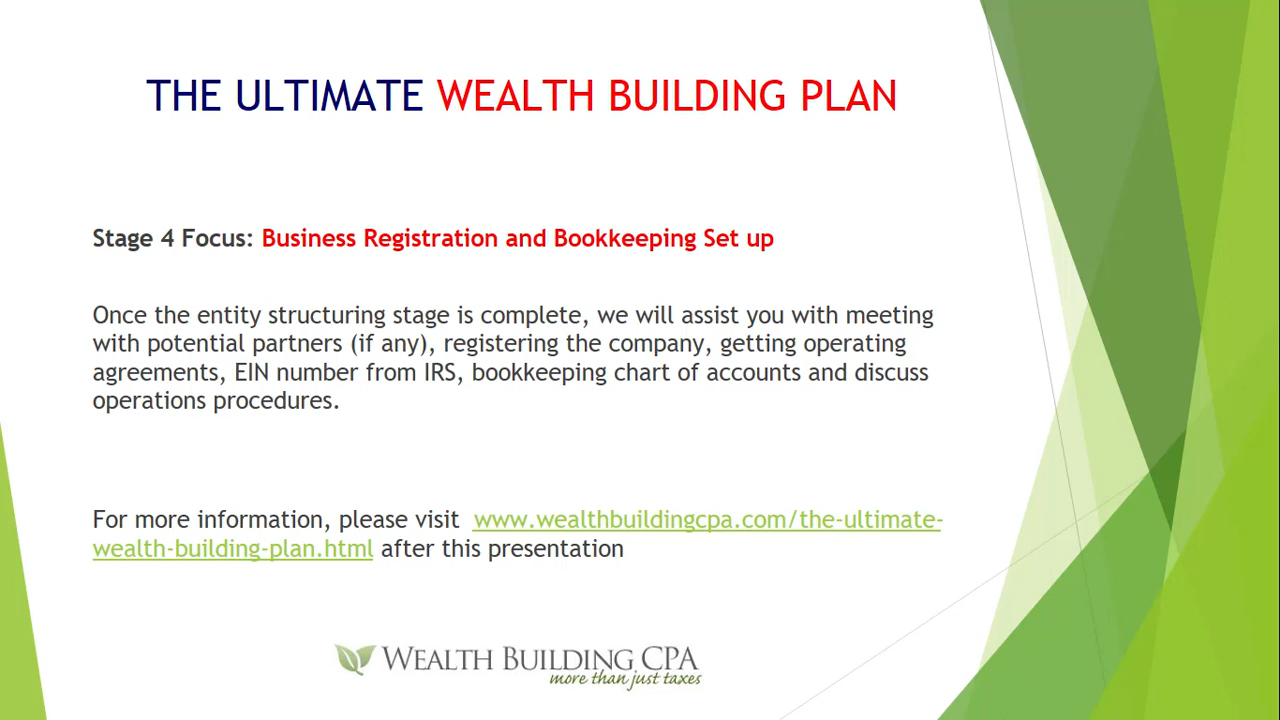 THE ULTIMATE WEALTH BUILDING PLAN
Stage 4 Focus: Business Registration and Bookkeeping Set up
Once the entity structuring stage is complete, we will assist you with meeting
with potential partners (if any), registering the company, getting operating
agreements, EIN number from IRS, bookkeeping chart of accounts and discuss
operations procedures.
For more information, please visit www.wealthbuildingcpa.com/the-ultimate-
wealth-building-plan.html after this presentation
WEALTH BUILDING CPA
more than just taxes